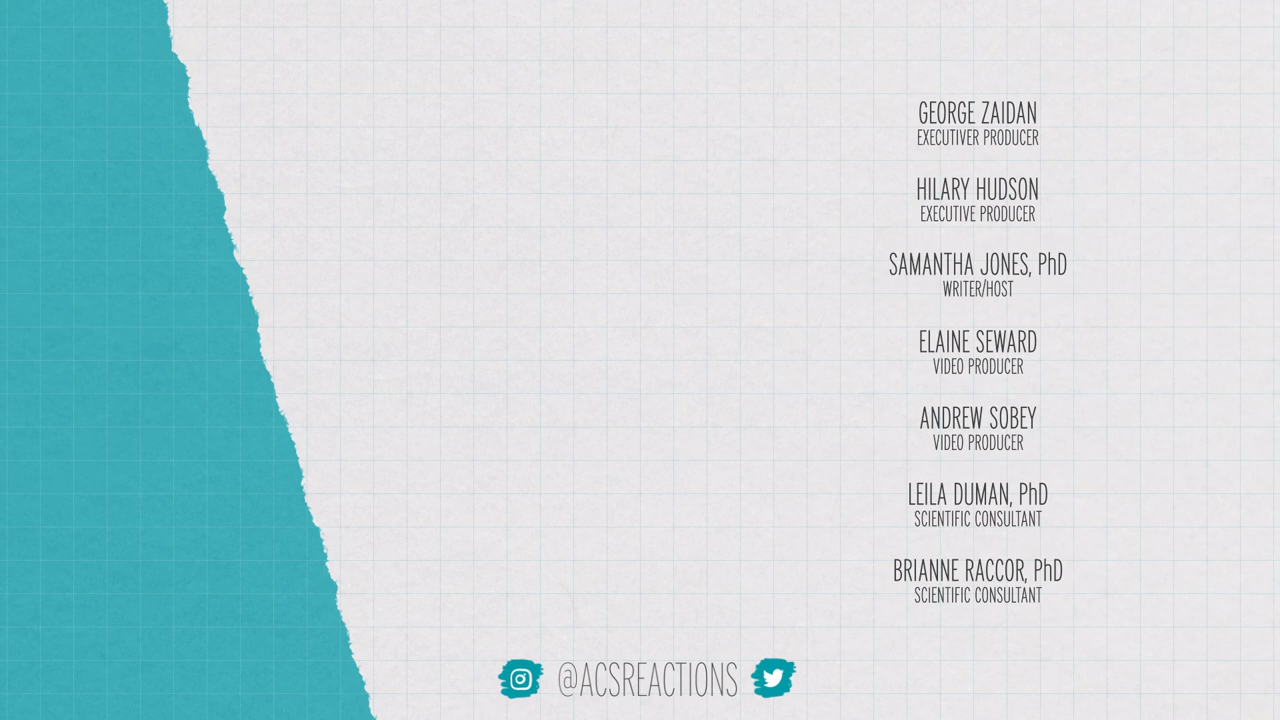 GEORGE ZAIDAN
EXECUTIVER PRODUCER
HILARY HUDSON
EXECUTIVE PRODUCER
SAMANTHA JONES, PhD
WRITER/HOST
ELAINE SEWARD
VIDEO PRODUCER
ANDREW SOBEY
VIDEO PRODUCER
LEILA DUMAN, PhD
SCIENTIFIC CONSULTANT
BRIANNE RACCOR, PhD
SCIENTIFIC CONSULTANT
@ACSREACTIONS